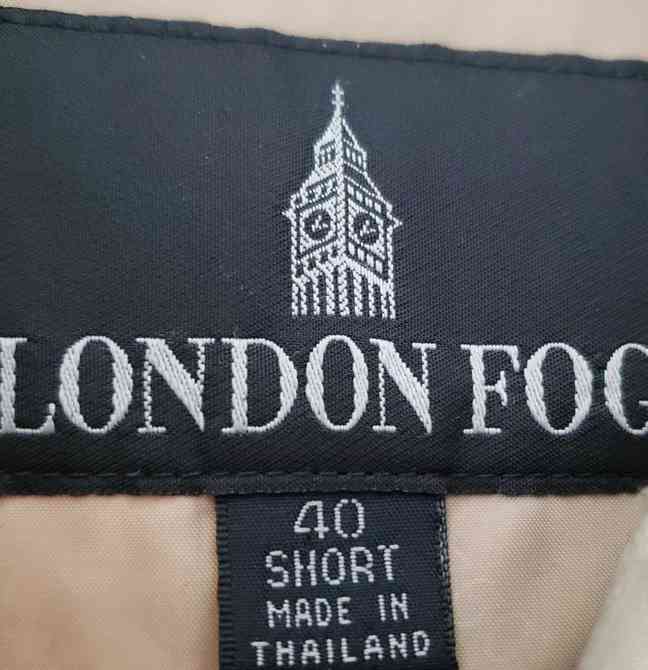 LONDON FOG
40
SHORT
MADE IN
THAILAND